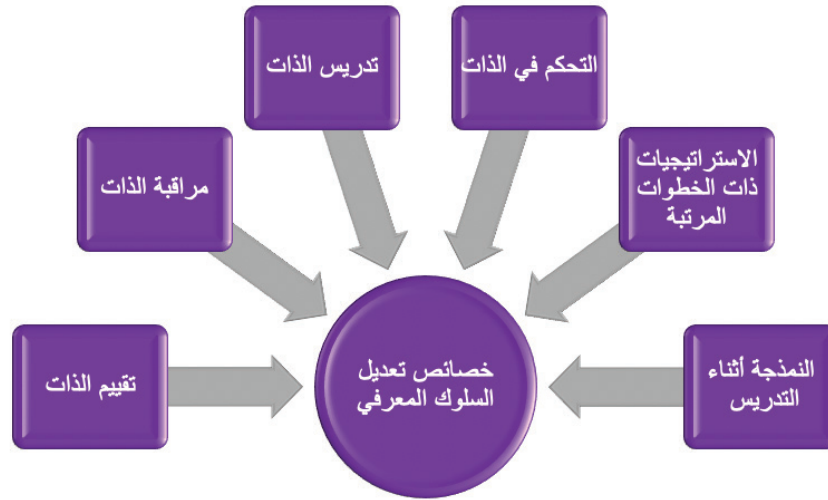 التحكم في الذات
تدريس الذات
الاستراتيجيات
ذات الخطوات
المرتبة
مراقبة الذات
النمذجة أثناء
التدريس
خصائص تعديل
السلوك المعرفي
تقييم الذات